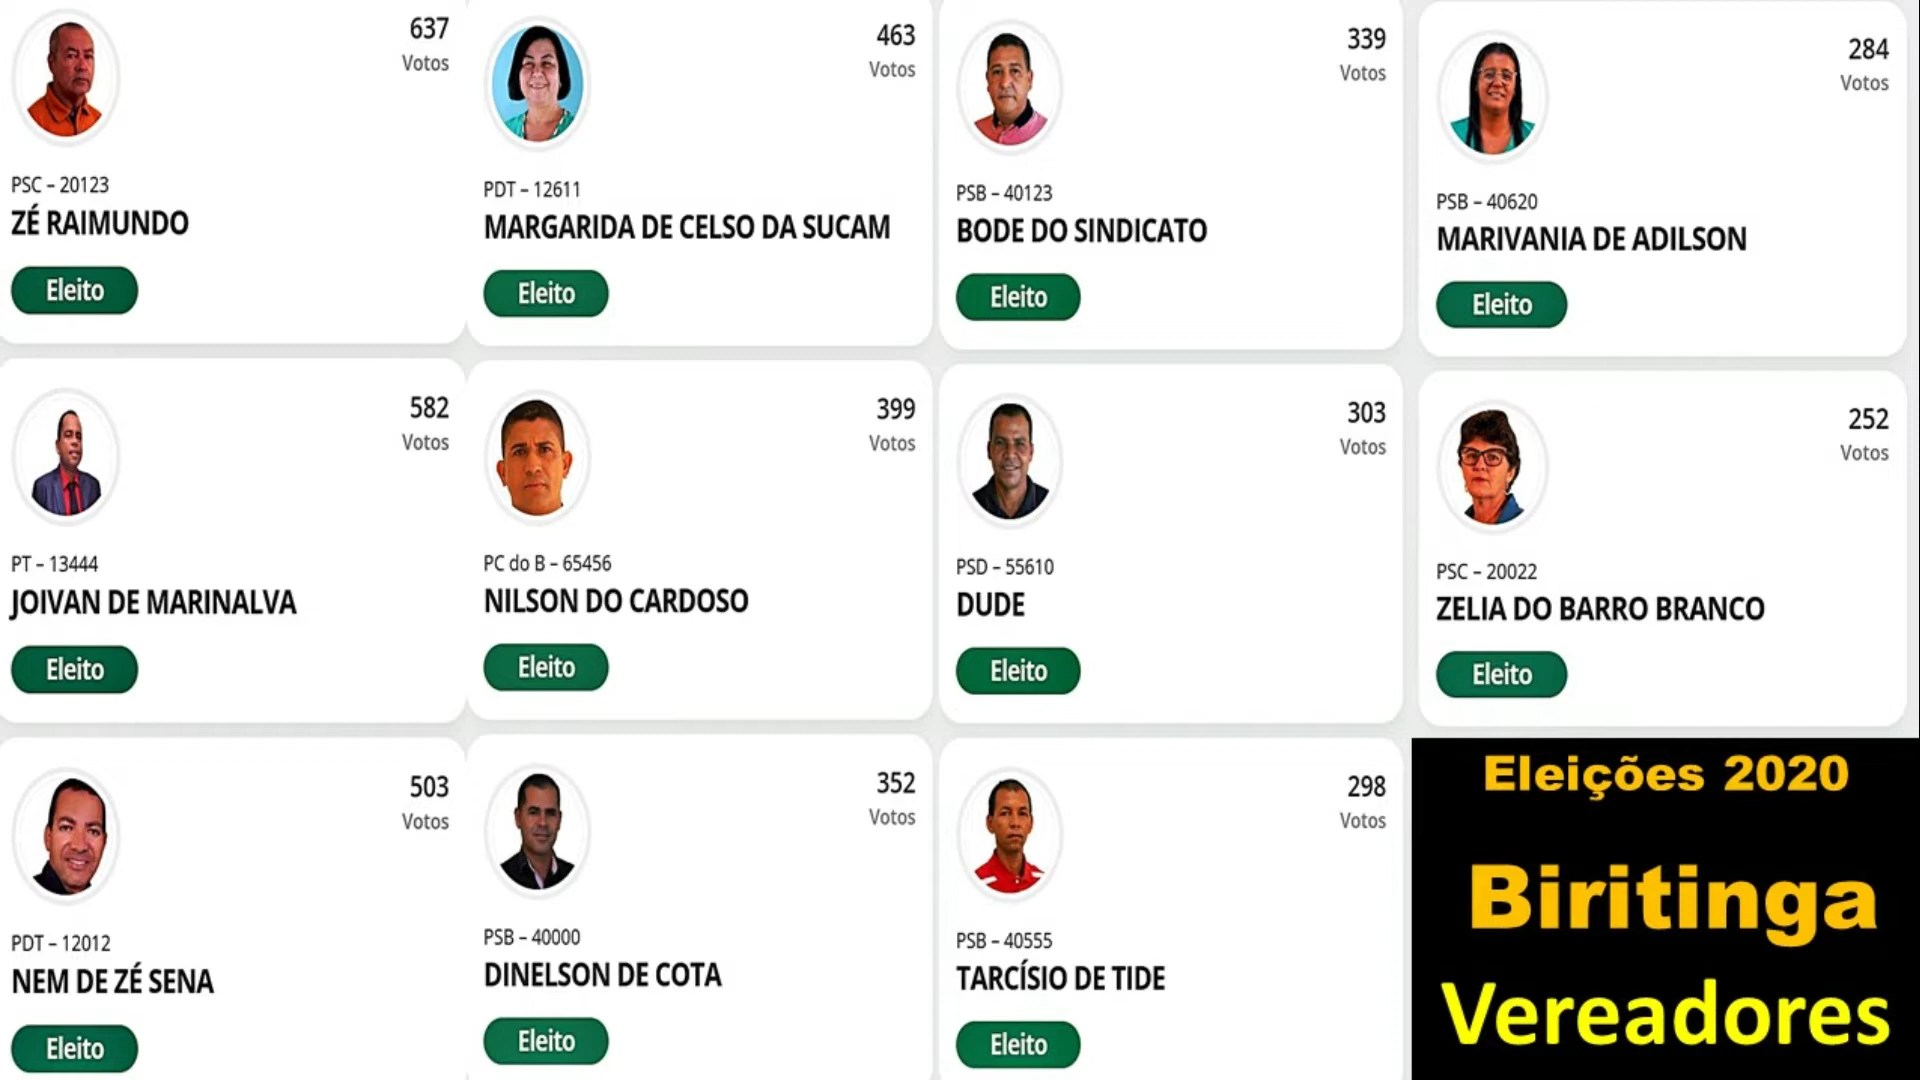 637
Votos
PSC – 20123
ZÉ RAIMUNDO
Eleito
463
Votos
PDT – 12611
MARGARIDA DE CELSO DA SUCAM
Eleito
339
Votos
PSB – 40123
BODE DO SINDICATO
Eleito
284
Votos
PSB – 40620
MARIVANIA DE ADILSON
Eleito
582
Votos
PT – 13444
JOIVAN DE MARINALVA
Eleito
399
Votos
PC do B – 65456
NILSON DO CARDOSO
Eleito
303
Votos
PSD – 55610
DUDE
Eleito
252
Votos
PSC – 20022
ZELIA DO BARRO BRANCO
Eleito
503
Votos
PDT – 12012
NEM DE ZÉ SENA
Eleito
352
Votos
PSB – 40000
DINELSON DE COTA
Eleito
298
Votos
PSB – 40555
TARCÍSIO DE TIDE
Eleito
Eleições 2020
Biritinga
Vereadores